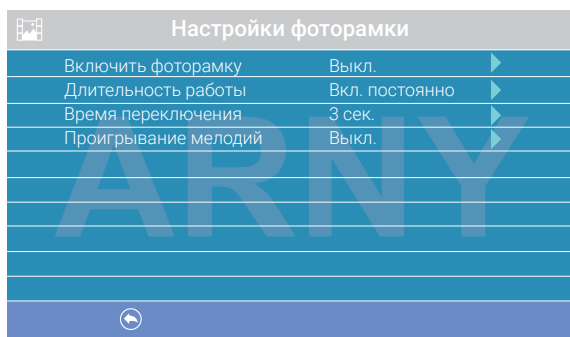 Настройки фоторамки
Включить фоторамку Выкл.
Длительность работы Вкл. постоянно
Время переключения 3 сек.
Проигрывание мелодий Выкл.
ARNY